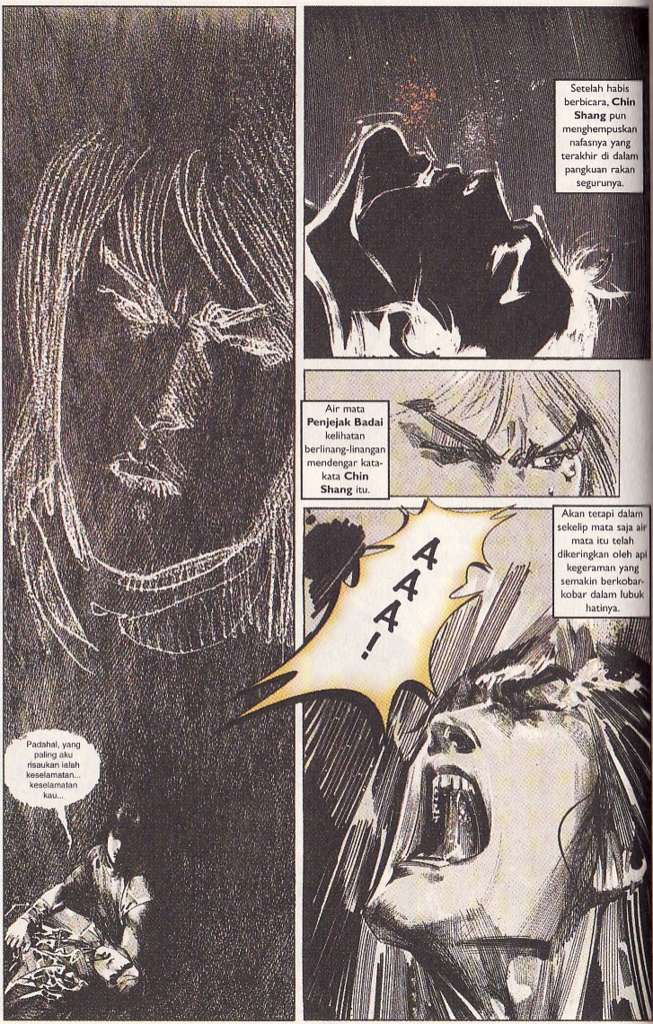 Padahal, yang
paling aku
risaukan ialah
keselamatan...
keselamatan
kau...
Setelah habis
berbicara, Chin
Shang pun
menghempuskan
nafasnya yang
terakhir di dalam
pangkuan rakan
segurunya.
Air mata
Penjejak Badai
kelihatan
berlinang-linangan
mendengar kata-
kata Chin
Shang itu.
Akan tetapi dalam
sekelip mata saja air
mata itu telah
dikeringkan oleh api
kegeraman yang
semakin berkobar-
kobar dalam lubuk
hatinya.
AAA!